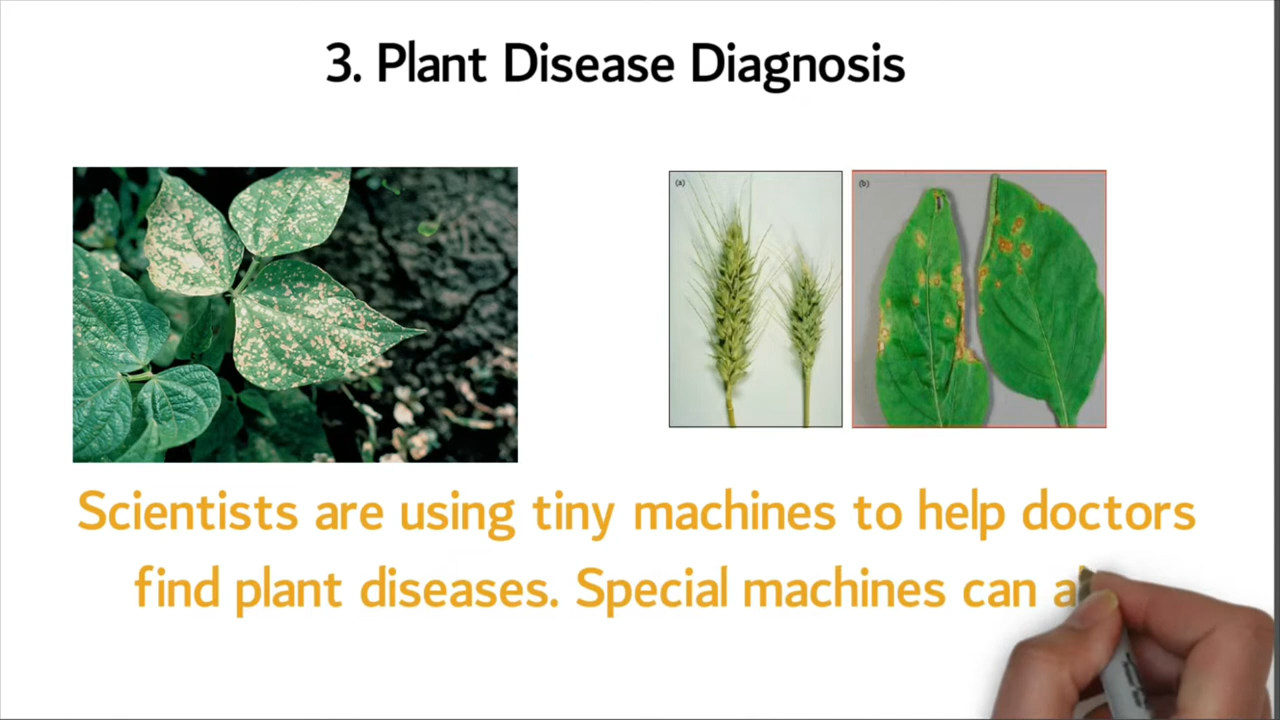 3. Plant Disease Diagnosis
(a)
(b)
Scientists are using tiny machines to help doctors
find plant diseases. Special machines can a